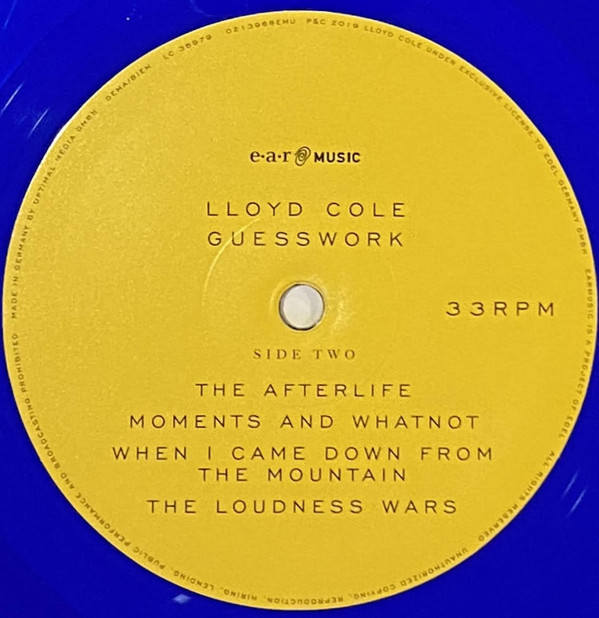 e·a·r MUSIC
LLOYD COLE
GUESSWORK
33RPM
SIDE TWO
THE AFTERLIFE
MOMENTS AND WHATNOT
WHEN I CAME DOWN FROM
THE MOUNTAIN
THE LOUDNESS WARS
MADE IN GERMANY BY OPTIMAL MEDIA GMBH GEMA/BIEM LC 35979 0213968EMU P&C 2019 LLOYD COLE UNDER EXCLUSIVE LICENSE TO EDEL GERMANY GMBH. EARMUSIC IS A PROJECT OF EDEL. ALL RIGHTS RESERVED. UNAUTHORIZED COPYING, REPRODUCTION, HIRING, LENDING, PUBLIC PERFORMANCE AND BROADCASTING PROHIBITED